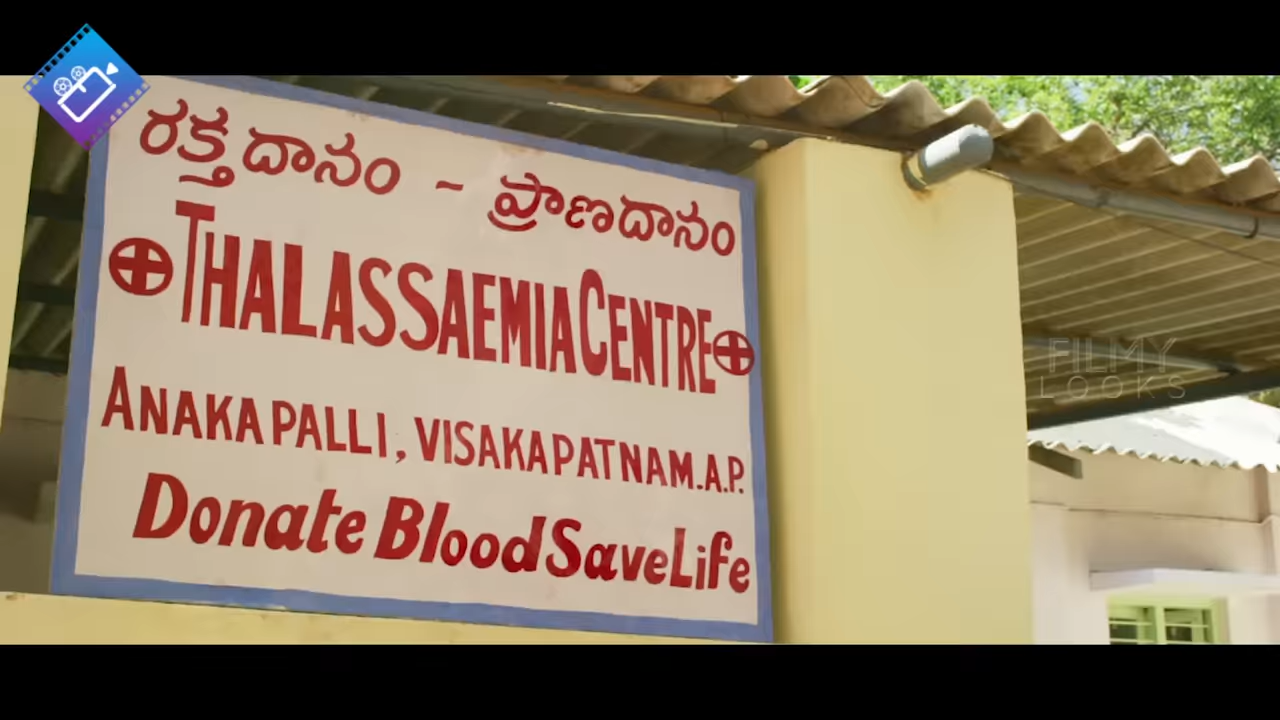 రక్తదానం - ప్రాణదానం
THALASSAEMIA CENTRE
ANAKAPALLI, VISAKAPATNAM.A.P.
Donate Blood Save Life
FILMY
LOOKS